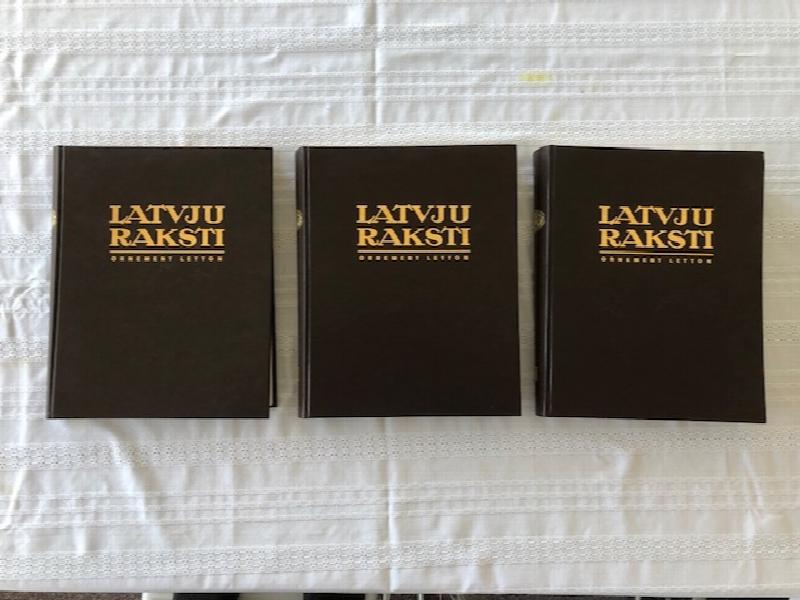 LATVJU
RAKSTI
ORNEMENT LETTON
LATVJU
RAKSTI
ORNEMENT LETTON
LATVJU
RAKSTI
ORNEMENT LETTON